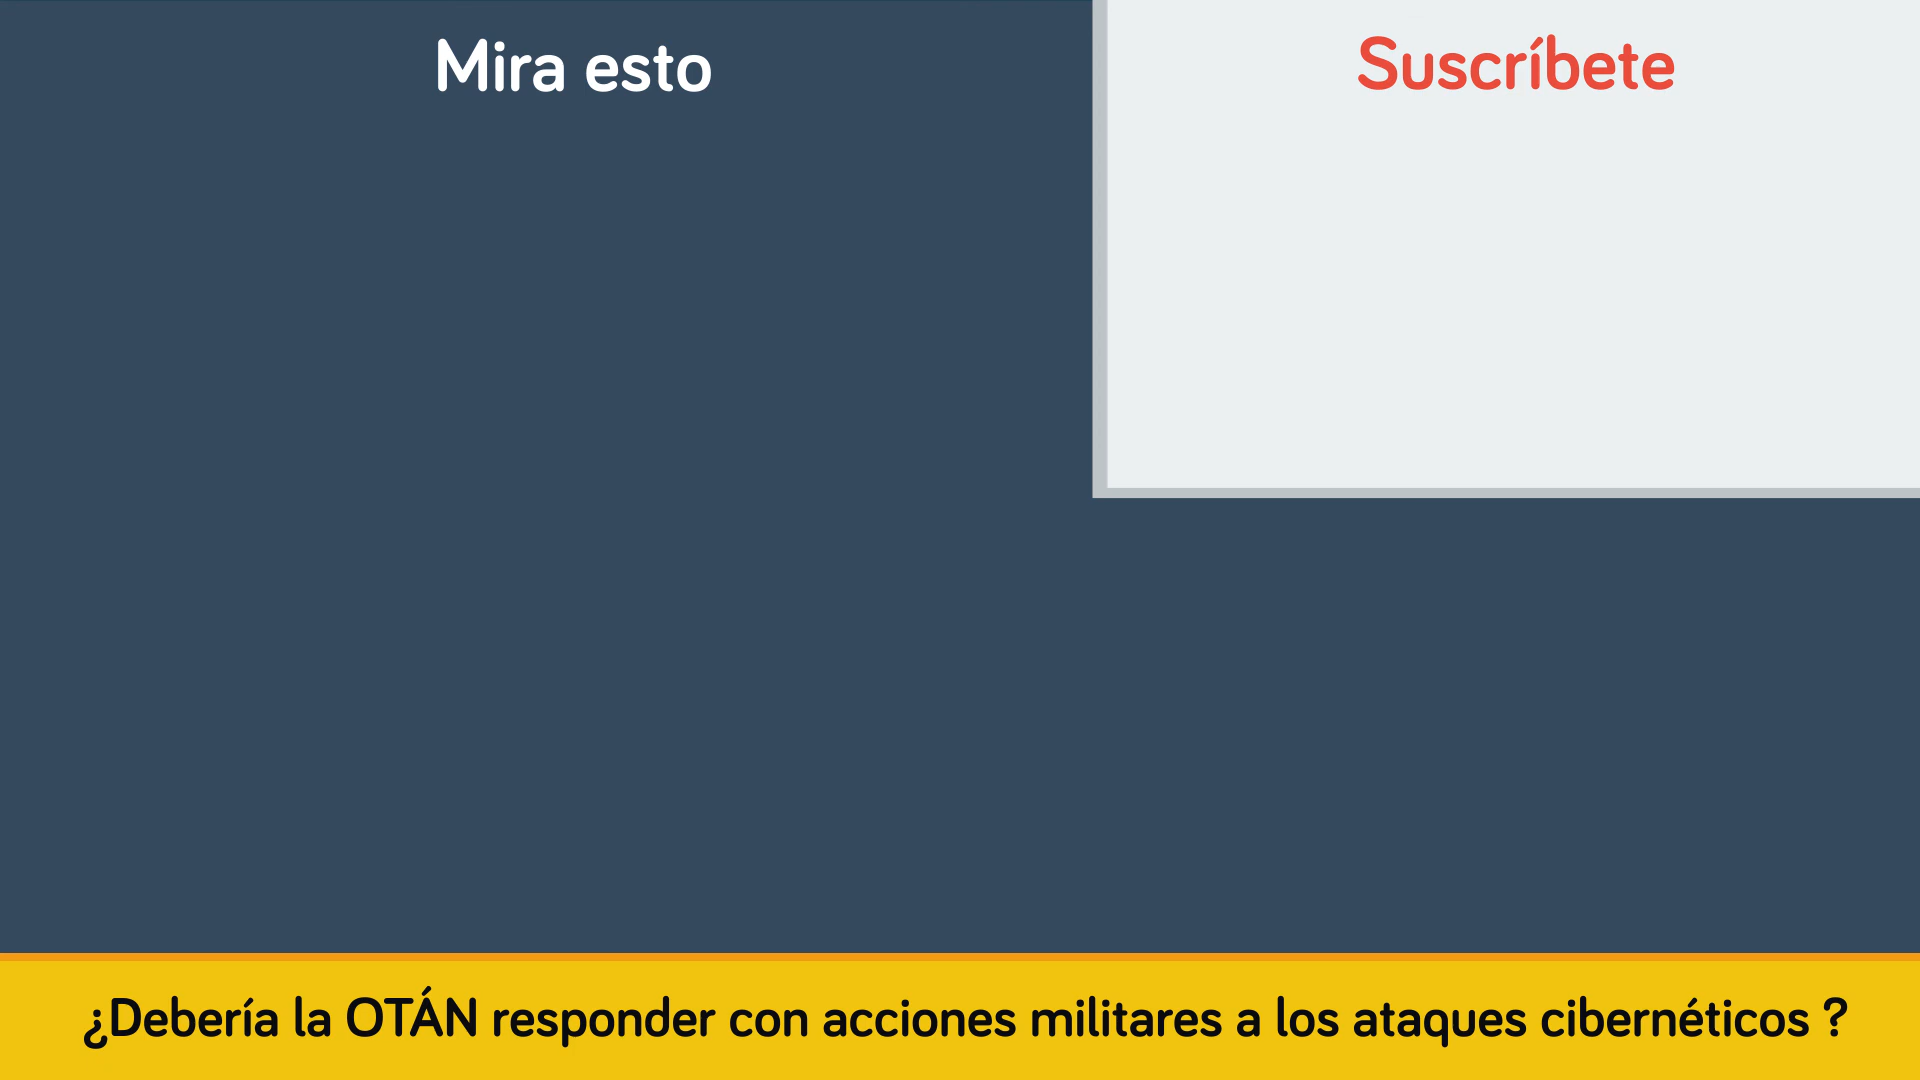 Mira esto
Suscríbete
¿Debería la OTÁN responder con acciones militares a los ataques cibernéticos ?